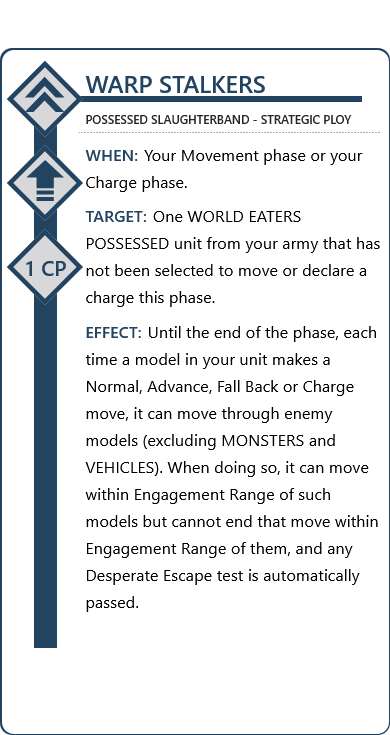 WARP STALKERS
POSSESSED SLAUGHTERBAND - STRATEGIC PLOY
WHEN: Your Movement phase or your
Charge phase.
TARGET: One WORLD EATERS
POSSESSED unit from your army that has
not been selected to move or declare a
charge this phase.
1 CP
EFFECT: Until the end of the phase, each
time a model in your unit makes a
Normal, Advance, Fall Back or Charge
move, it can move through enemy
models (excluding MONSTERS and
VEHICLES). When doing so, it can move
within Engagement Range of such
models but cannot end that move within
Engagement Range of them, and any
Desperate Escape test is automatically
passed.